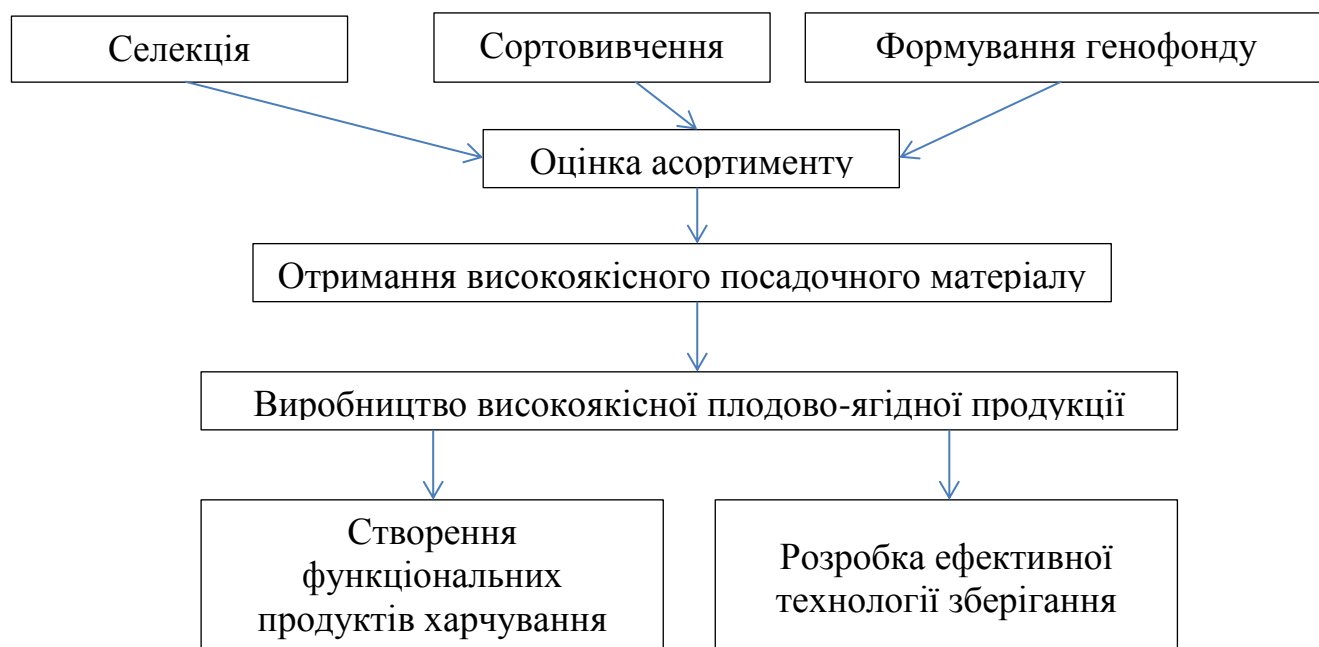 Селекція
Сортовивчення
Формування генофонду
Оцінка асортименту
Отримання високоякісного посадочного матеріалу
Виробництво високоякісної плодово-ягідної продукції
Створення
функціональних
продуктів харчування
Розробка ефективної
технології зберігання